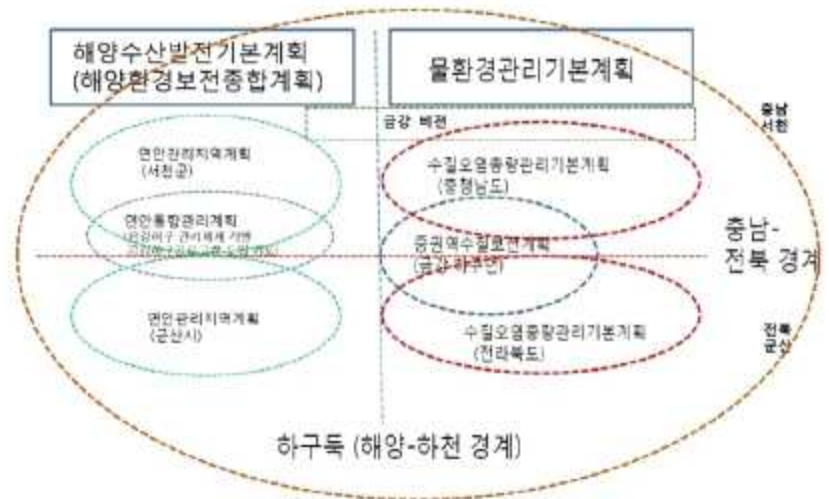 해양수산발전기본계획
(해양환경보전종합계획)
물환경관리기본계획
금강 비전
충남
서천
연안관리지역계획
(서천군)
수질오염총량관리기본계획
(충청남도)
연안통합관리계획
중권역수질보전계획
충남-
전북 경계
연안관리지역계획
(군산시)
수질오염총량관리기본계획
(전라북도)
전북
군산
하구둑 (해양-하천 경계)